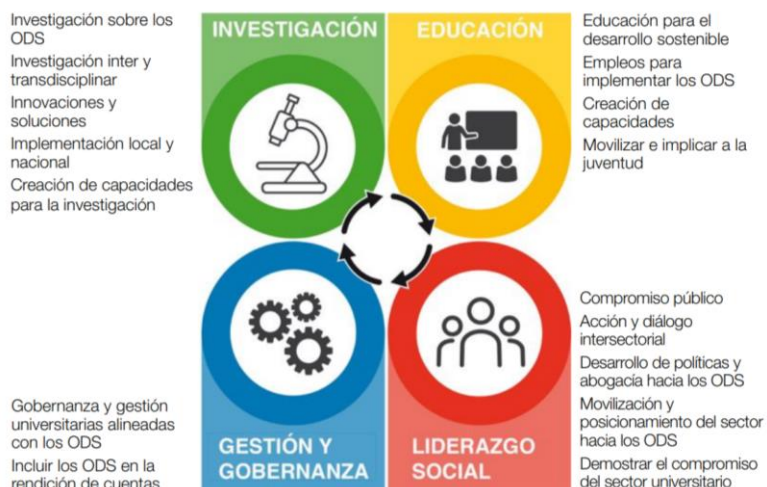 Investigación sobre los
ODS
Investigación inter y
transdisciplinar
Innovaciones y
soluciones
Implementación local y
nacional
Creación de capacidades
para la investigación
INVESTIGACIÓN
EDUCACIÓN
Educación para el
desarrollo sostenible
Empleos para
implementar los ODS
Creación de
capacidades
Movilizar e implicar a la
juventud
Gobernanza y gestión
universitarias alineadas
con los ODS
Incluir los ODS en la
rendición de cuentas
GESTIÓN Y
GOBERNANZA
LIDERAZGO
SOCIAL
Compromiso público
Acción y diálogo
intersectorial
Desarrollo de políticas y
abogacía hacia los ODS
Movilización y
posicionamiento del sector
hacia los ODS
Demostrar el compromiso
del sector universitario